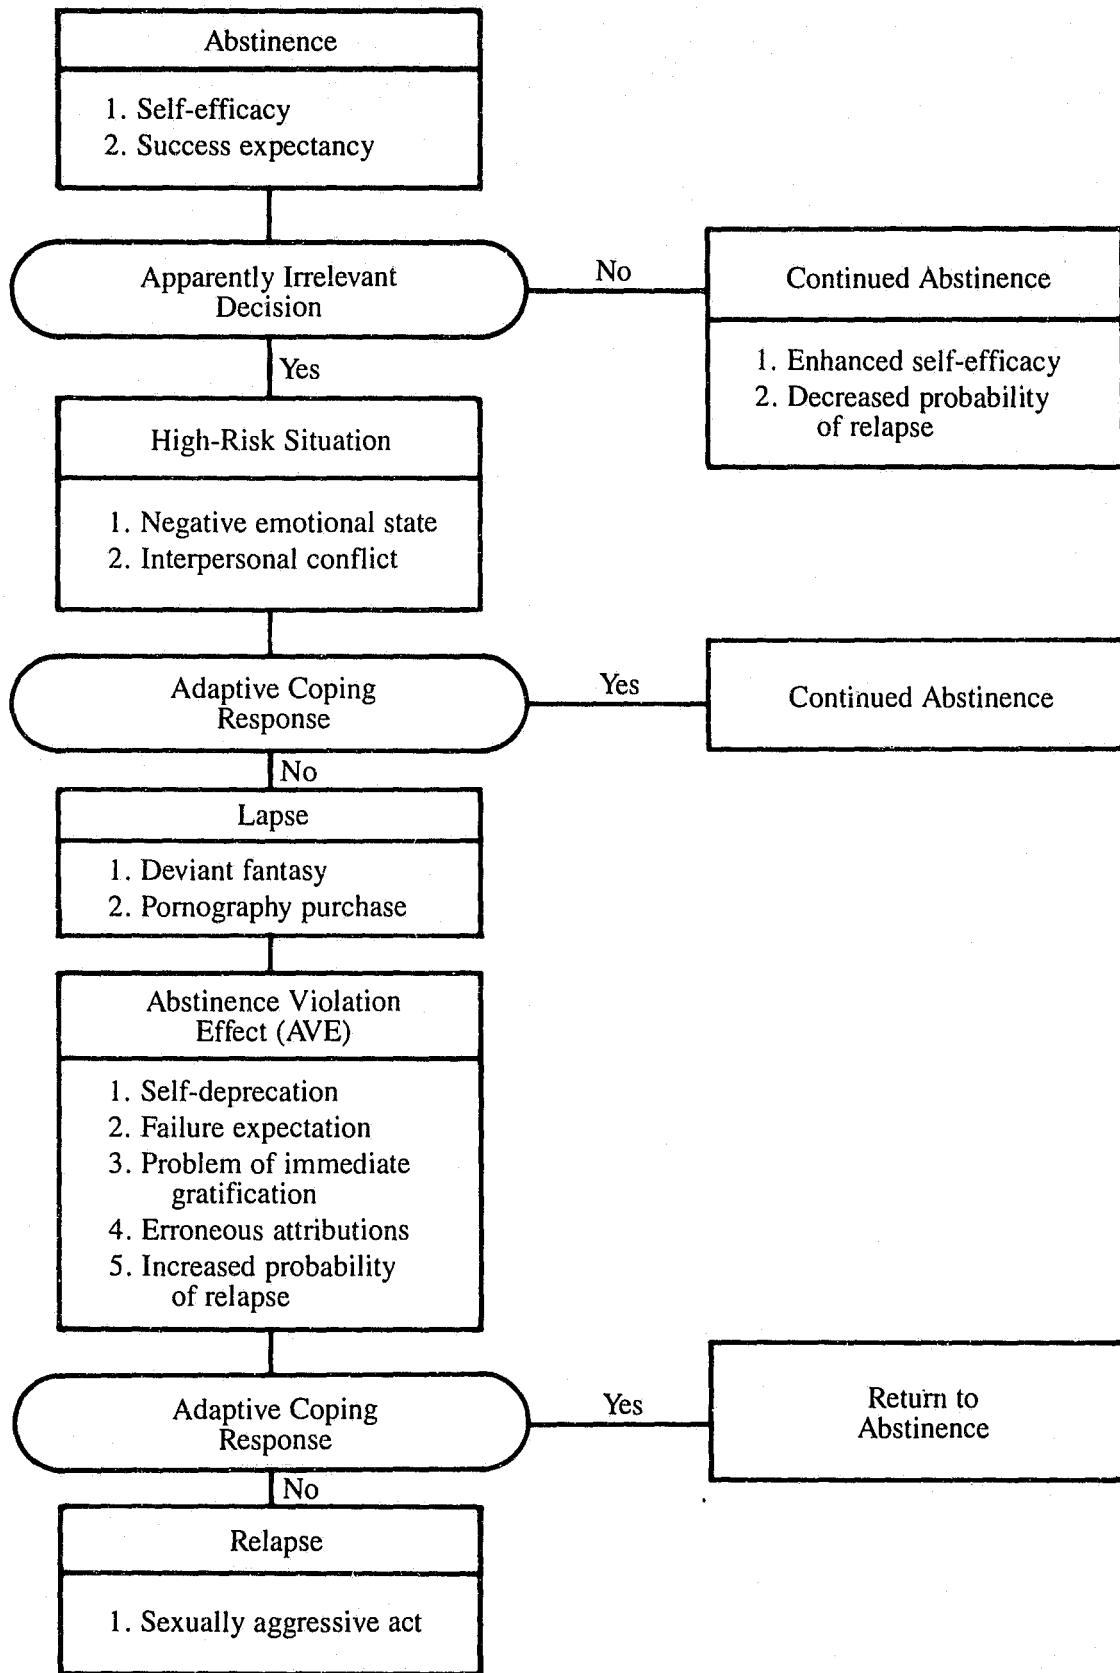 Abstinence
1. Self-efficacy
2. Success expectancy
Apparently Irrelevant
Decision
No
Continued Abstinence
1. Enhanced self-efficacy
2. Decreased probability
of relapse
Yes
High-Risk Situation
1. Negative emotional state
2. Interpersonal conflict
Adaptive Coping
Response
Yes
Continued Abstinence
No
Lapse
1. Deviant fantasy
2. Pornography purchase
Abstinence Violation
Effect (AVE)
1. Self-deprecation
2. Failure expectation
3. Problem of immediate
gratification
4. Erroneous attributions
5. Increased probability
of relapse
Adaptive Coping
Response
Yes
Return to
Abstinence
No
Relapse
1. Sexually aggressive act